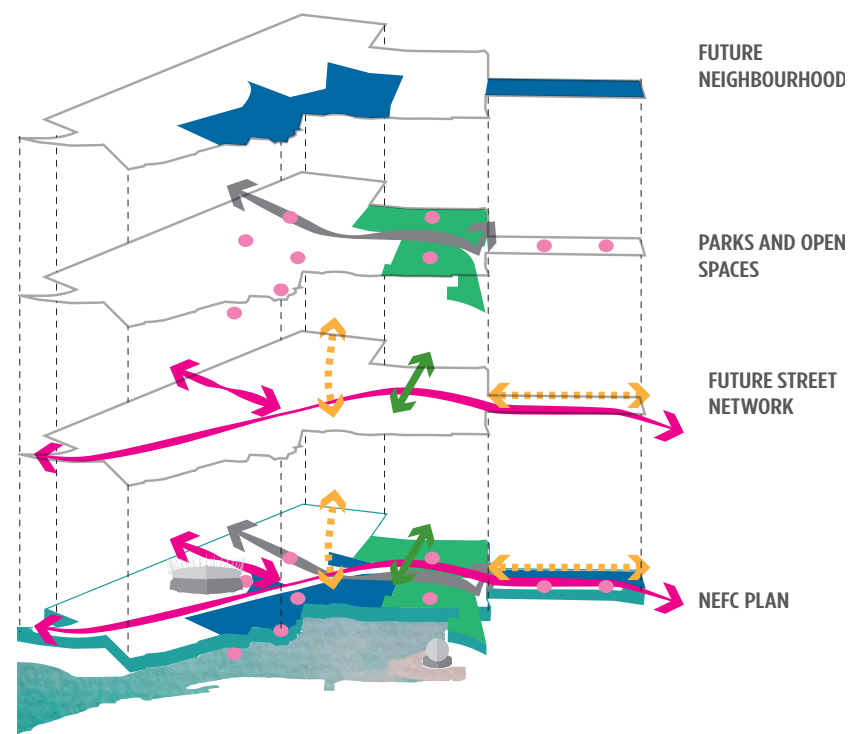 FUTURE
NEIGHBOURHOOD
PARKS AND OPEN
SPACES
FUTURE STREET
NETWORK
NEFC PLAN